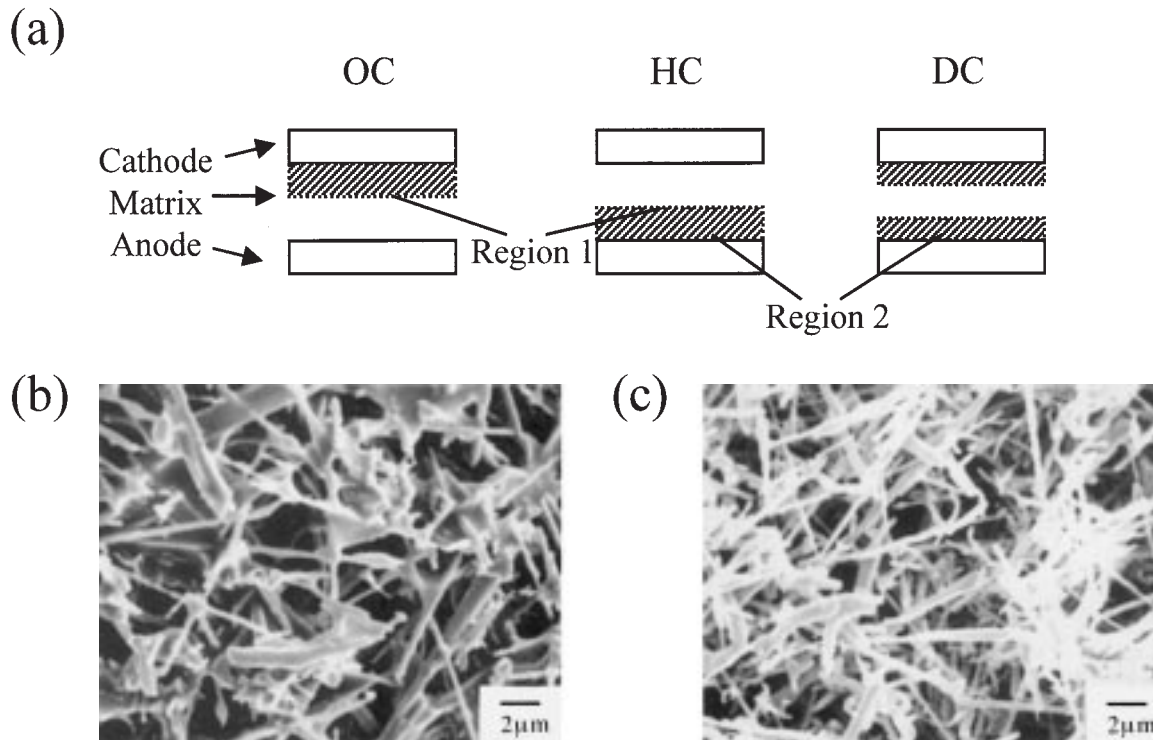 (a)
OC HC DC
Cathode
Matrix
Anode
Region 1
Region 2
(b) (c)
2μm 2μm